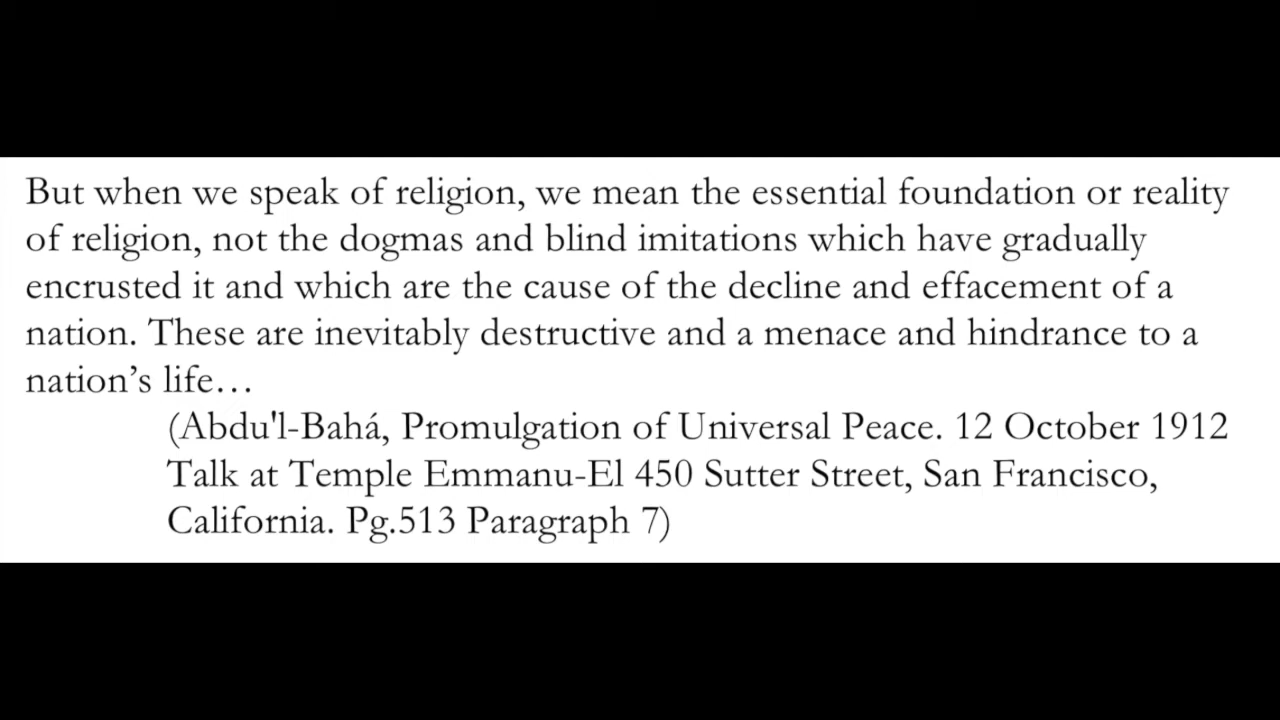 But when we speak of religion, we mean the essential foundation or reality
of religion, not the dogmas and blind imitations which have gradually
encrusted it and which are the cause of the decline and effacement of a
nation. These are inevitably destructive and a menace and hindrance to a
nation’s life…
(Abdu'l-Bahá, Promulgation of Universal Peace. 12 October 1912
Talk at Temple Emmanu-El 450 Sutter Street, San Francisco,
California. Pg.513 Paragraph 7)